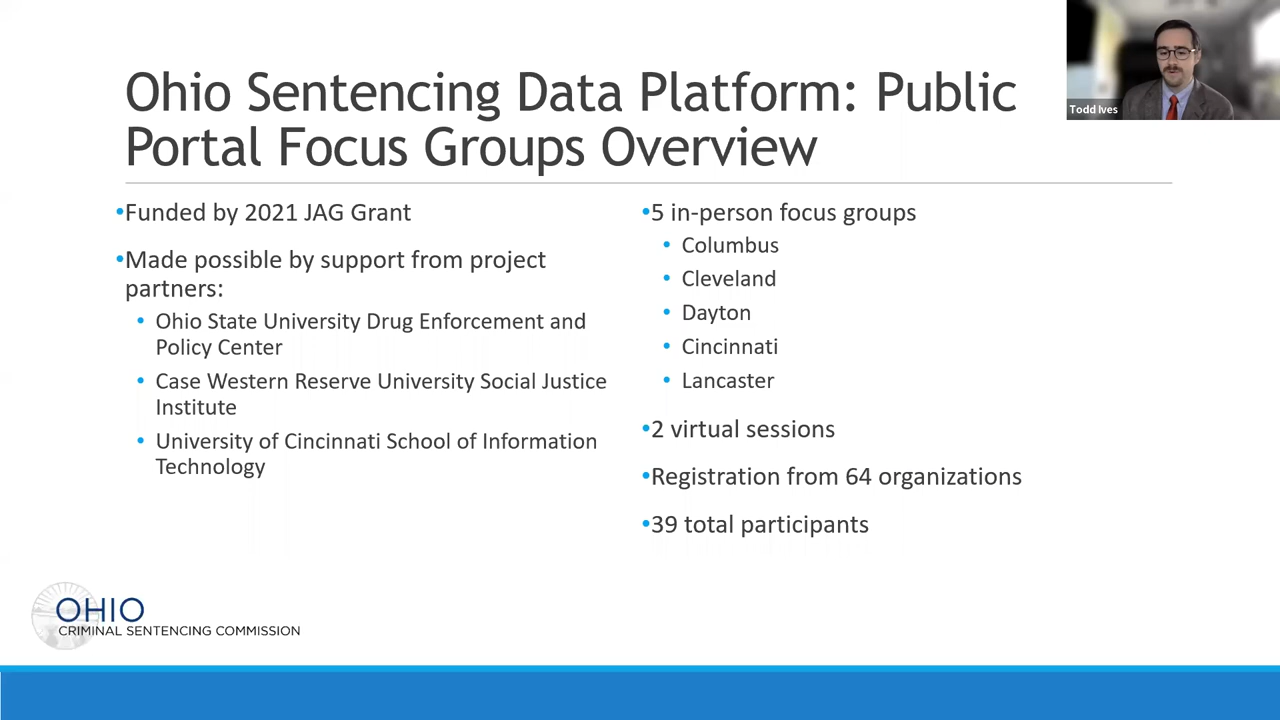 Ohio Sentencing Data Platform: Public
Portal Focus Groups Overview
Todd Ives
•Funded by 2021 JAG Grant
•Made possible by support from project
partners:
• Ohio State University Drug Enforcement and
Policy Center
• Case Western Reserve University Social Justice
Institute
• University of Cincinnati School of Information
Technology
•5 in-person focus groups
• Columbus
• Cleveland
• Dayton
• Cincinnati
• Lancaster
•2 virtual sessions
•Registration from 64 organizations
•39 total participants
OHIO
CRIMINAL SENTENCING COMMISSION